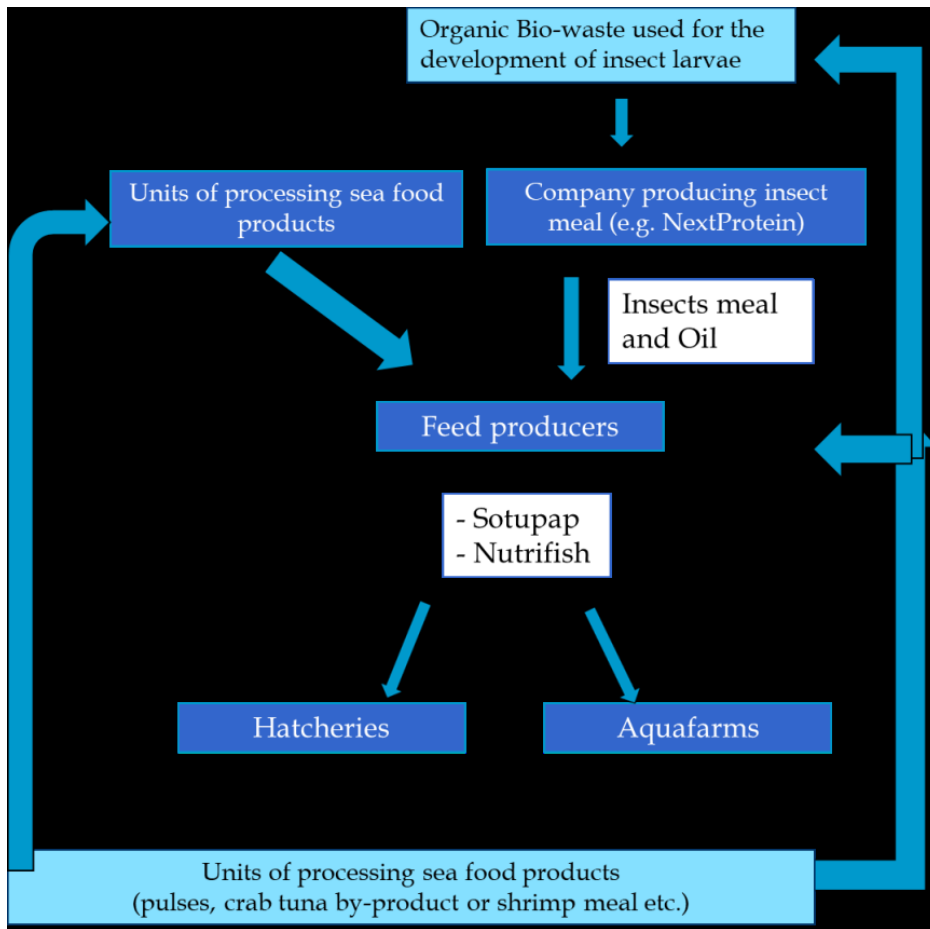 Organic Bio-waste used for the
development of insect larvae
Units of processing sea food
products
Company producing insect
meal (e.g. NextProtein)
Insects meal
and Oil
Feed producers
- Sotupap
- Nutrifish
Hatcheries
Aquafarms
Units of processing sea food products
(pulses, crab tuna by-product or shrimp meal etc.)